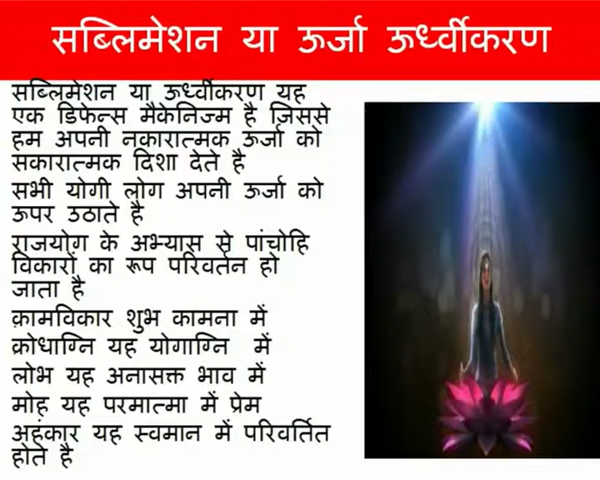 सब्लिमेशन या ऊर्जा ऊर्ध्वीकरण
सब्लिमेशन या ऊर्ध्वीकरण यह
एक डिफेन्स मैकेनिज्म है ज़िससे
हम अपनी नकारात्मक ऊर्जा को
सकारात्मक दिशा देते है
सभी योगी लोग अपनी ऊर्जा को
ऊपर उठाते है
राजयोग के अभ्यास से पांचोहि
विकारों का रूप परिवर्तन हो
जाता है
क़ामविकार शुभ कामना में
क्रोधाग्नि यह योगाग्नि में
लोभ यह अनासक्त भाव में
मोह यह परमात्मा में प्रेम
अहंकार यह स्वमान में परिवर्तित
होते है